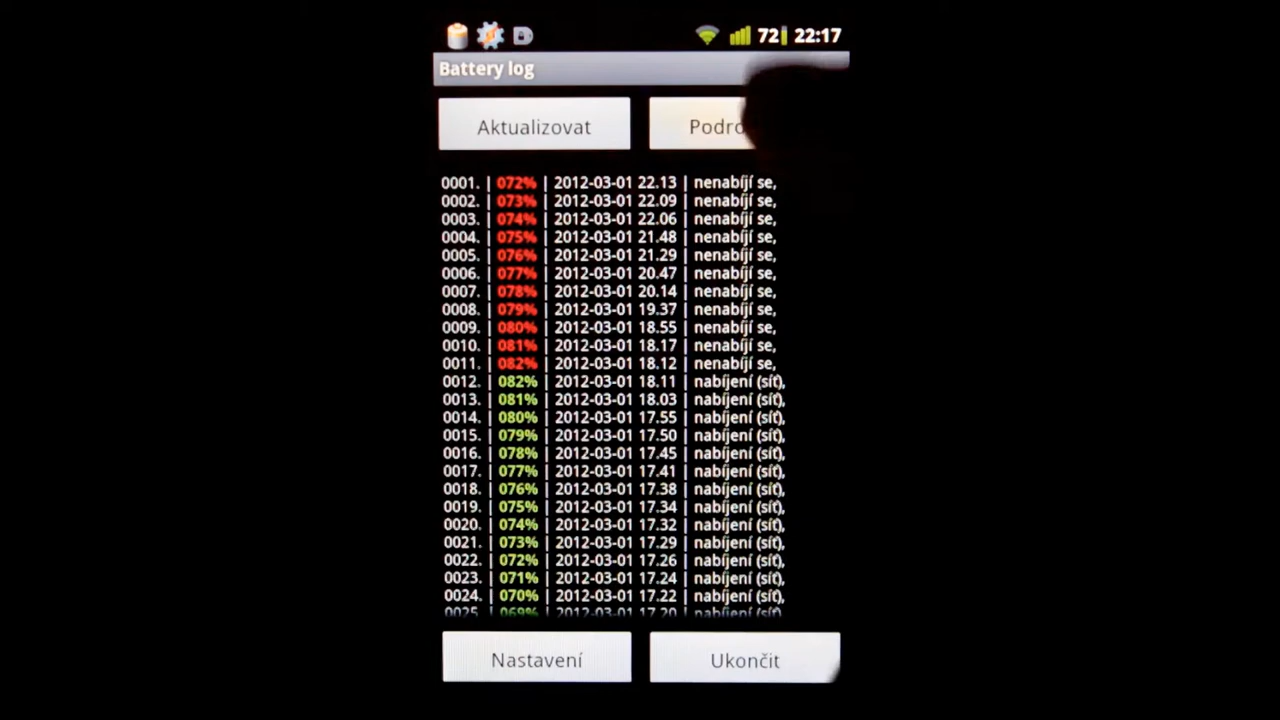 72 22:17
Battery log
Aktualizovat
0001. | 072% | 2012-03-01 22.13 | nenabíjí se,
0002. | 073% | 2012-03-01 22.09 | nenabíjí se,
0003. | 074% | 2012-03-01 22.06 | nenabíjí se,
0004. | 075% | 2012-03-01 21.48 | nenabíjí se,
0005. | 076% | 2012-03-01 21.29 | nenabíjí se,
0006. | 077% | 2012-03-01 20.47 | nenabíjí se,
0007. | 078% | 2012-03-01 20.14 | nenabíjí se,
0008. | 079% | 2012-03-01 19.37 | nenabíjí se,
0009. | 080% | 2012-03-01 18.55 | nenabíjí se,
0010. | 081% | 2012-03-01 18.17 | nenabíjí se,
0011. | 082% | 2012-03-01 18.12 | nenabíjí se,
0012. | 082% | 2012-03-01 18.11 | nabíjení (síť),
0013. | 081% | 2012-03-01 18.03 | nabíjení (síť),
0014. | 080% | 2012-03-01 17.55 | nabíjení (síť),
0015. | 079% | 2012-03-01 17.50 | nabíjení (síť),
0016. | 078% | 2012-03-01 17.45 | nabíjení (síť),
0017. | 077% | 2012-03-01 17.41 | nabíjení (síť),
0018. | 076% | 2012-03-01 17.38 | nabíjení (síť),
0019. | 075% | 2012-03-01 17.34 | nabíjení (síť),
0020. | 074% | 2012-03-01 17.32 | nabíjení (síť),
0021. | 073% | 2012-03-01 17.29 | nabíjení (síť),
0022. | 072% | 2012-03-01 17.26 | nabíjení (síť),
0023. | 071% | 2012-03-01 17.24 | nabíjení (síť),
0024. | 070% | 2012-03-01 17.22 | nabíjení (síť),
0025. | 069% | 2012-03-01 17.20 | nabíjení (síť),
Nastavení Ukončit